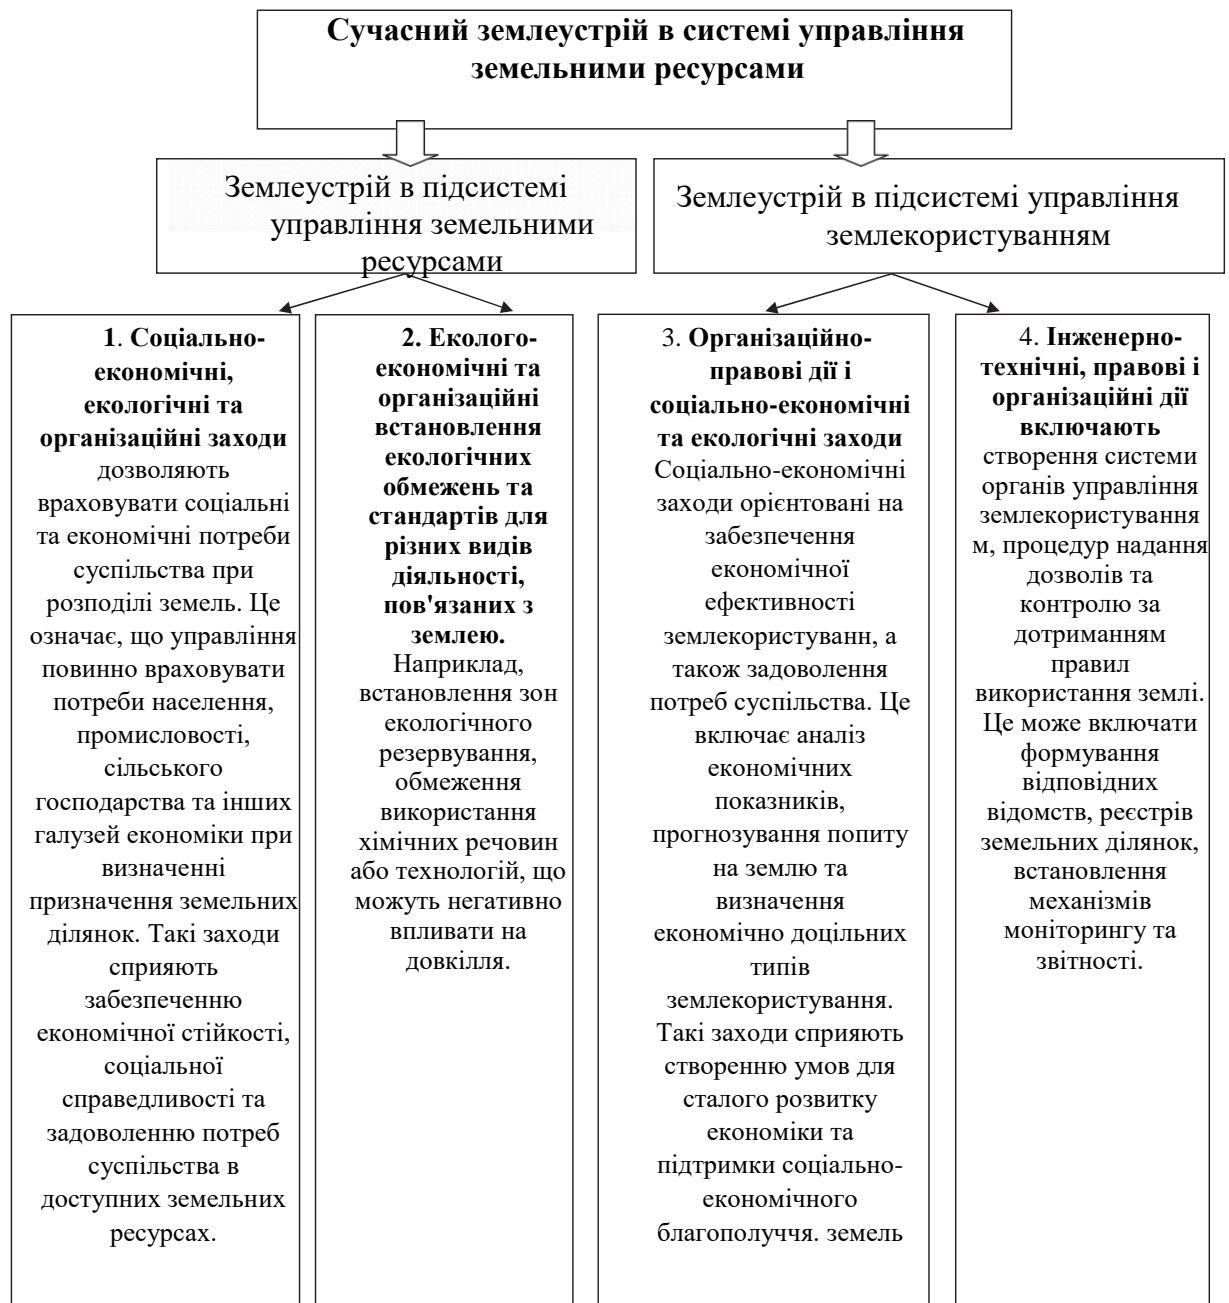 Сучасний землеустрій в системі управління
земельними ресурсами
Землеустрій в підсистемі
управління земельними
ресурсами
Землеустрій в підсистемі управління
землекористуванням
1. Соціально-
економічні,
екологічні та
організаційні заходи
дозволяють
враховувати соціальні
та економічні потреби
суспільства при
розподілі земель. Це
означає, що управління
повинно враховувати
потреби населення,
промисловості,
сільського
господарства та інших
галузей економіки при
визначенні
призначення земельних
ділянок. Такі заходи
сприяють
забезпеченню
економічної стійкості,
соціальної
справедливості та
задоволенню потреб
суспільства в
доступних земельних
ресурсах.
2. Еколого-
економічні та
організаційні
встановлення
екологічних
обмежень та
стандартів для
різних видів
діяльності,
пов'язаних з
землею.
Наприклад,
встановлення зон
екологічного
резервування,
обмеження
використання
хімічних речовин
або технологій, що
можуть негативно
впливати на
довкілля.
3. Організаційно-
правові дії і
соціально-економічні
та екологічні заходи
Соціально-економічні
заходи орієнтовані на
забезпечення
економічної
ефективності
землекористуванн, а
також задоволення
потреб суспільства. Це
включає аналіз
економічних
показників,
прогнозування попиту
на землю та
визначення
економічно доцільних
типів
землекористування.
Такі заходи сприяють
створенню умов для
сталого розвитку
економіки та
підтримки соціально-
економічного
благополуччя. земель
4. Інженерно-
технічні, правові і
організаційні дії
включають
створення системи
органів управління
землекористування
м, процедур надання
дозволів та
контролю за
дотриманням
правил
використання землі.
Це може включати
формування
відповідних
відомств, реєстрів
земельних ділянок,
встановлення
механізмів
моніторингу та
звітності.